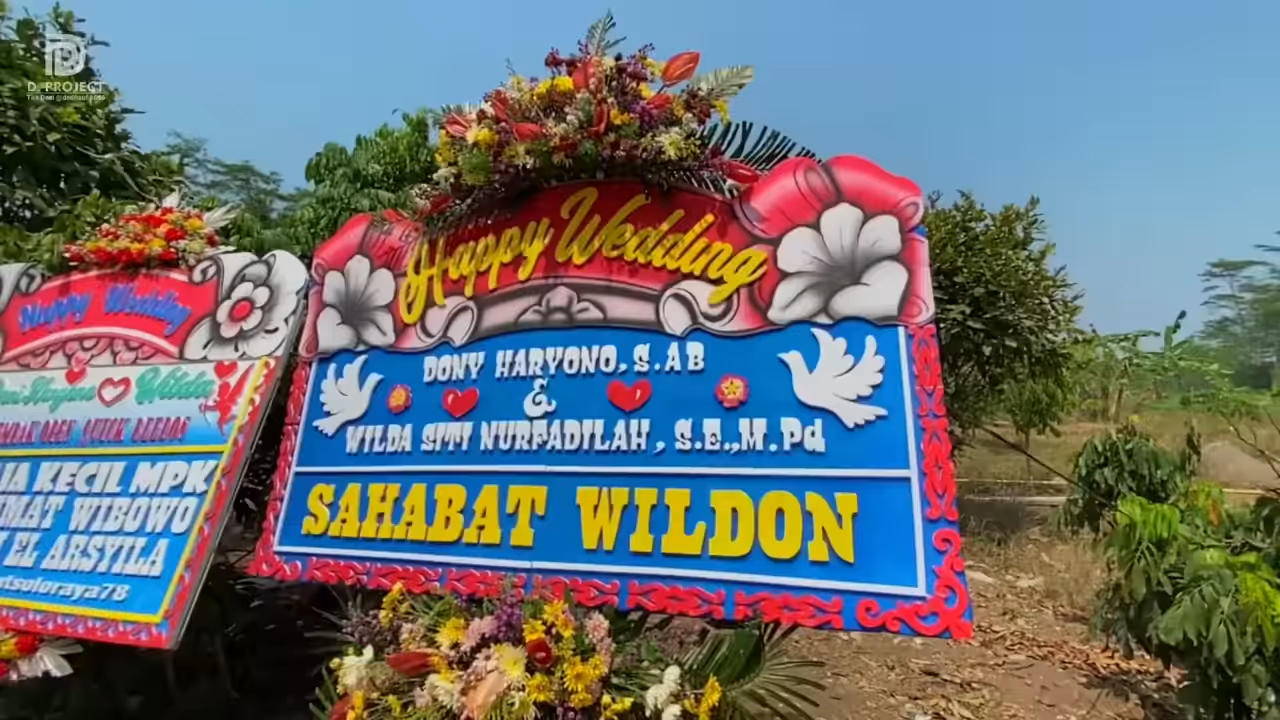 D. PROJECT
Happy Wedding
DONY HARYONO, S.AB
&
WILDA SITI NURFADILAH, S.E.,M.Pd
SAHABAT WILDON
Happy Wedding
Wilda
KECIL MPK
WIBOWO
EL ARSYILA